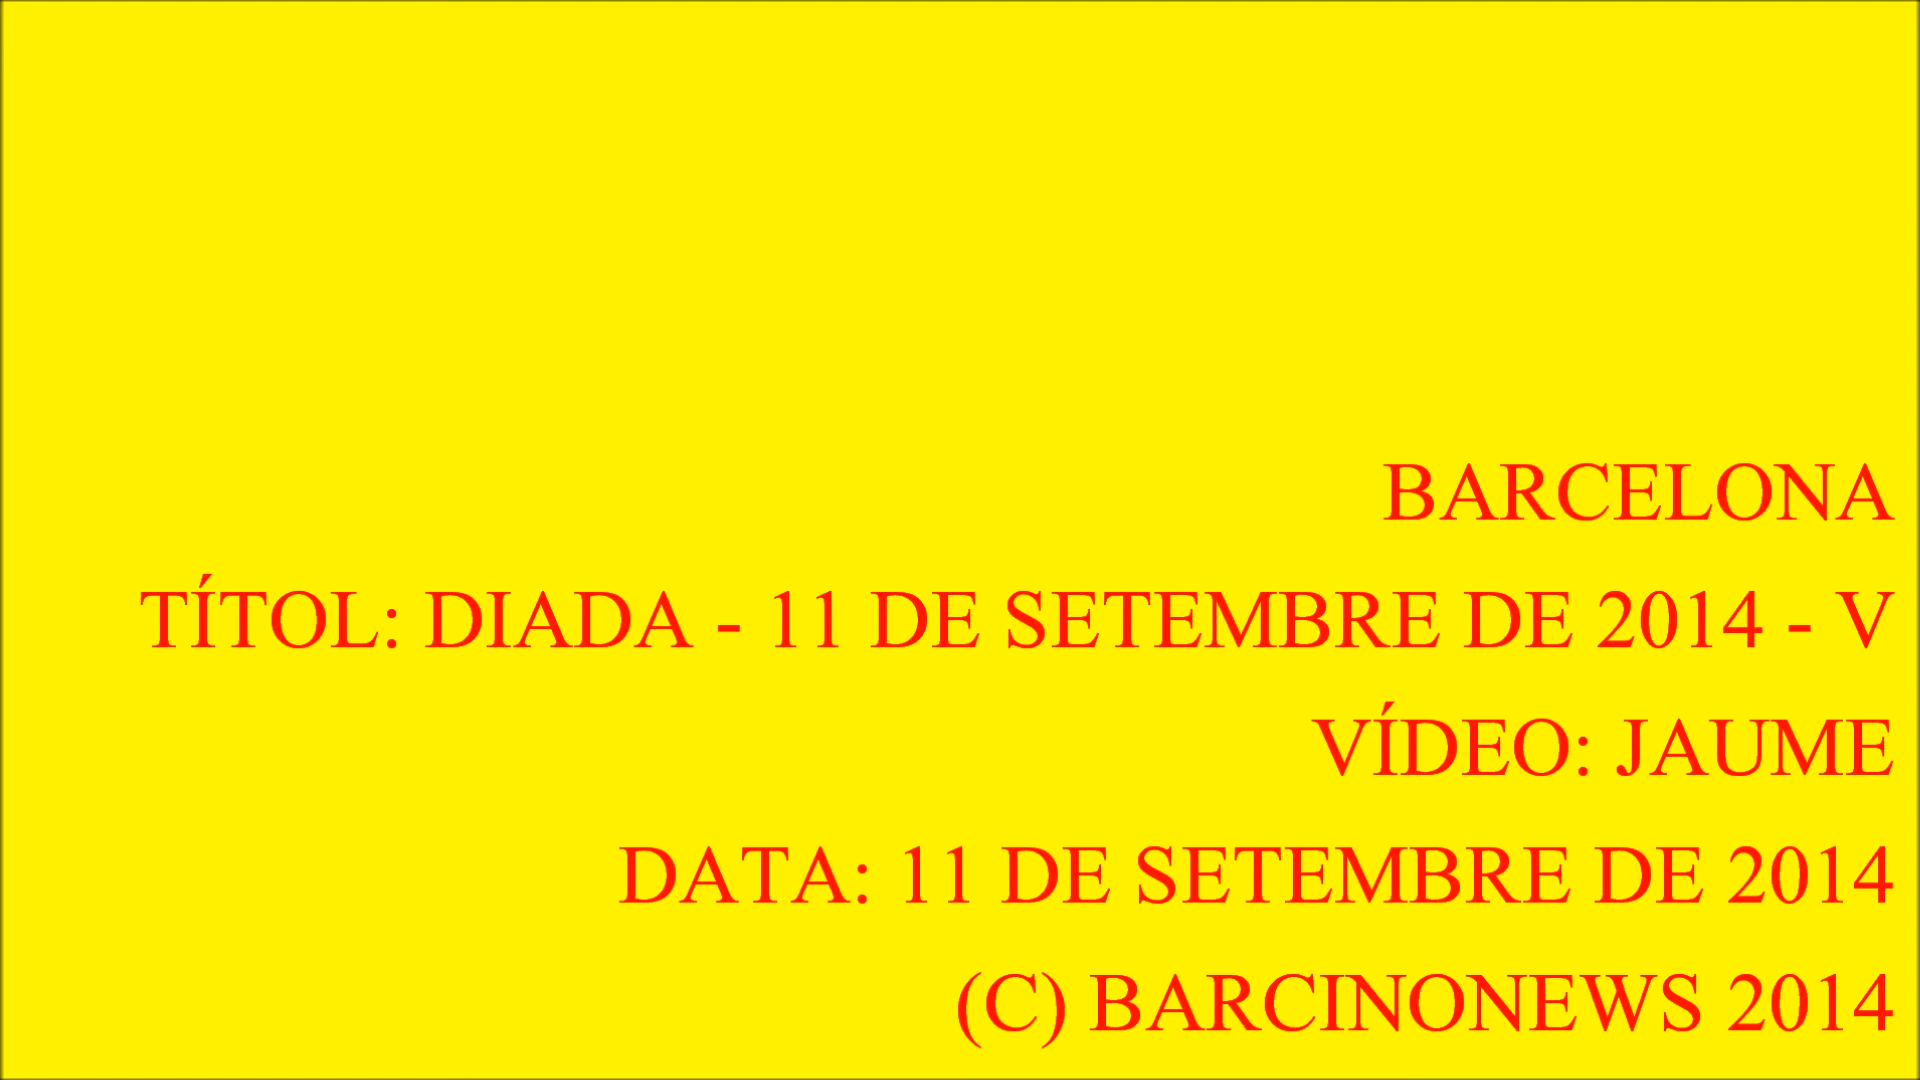 BARCELONA
TÍTOL: DIADA - 11 DE SETEMBRE DE 2014 - V
VÍDEO: JAUME
DATA: 11 DE SETEMBRE DE 2014
(C) BARCINONEWS 2014